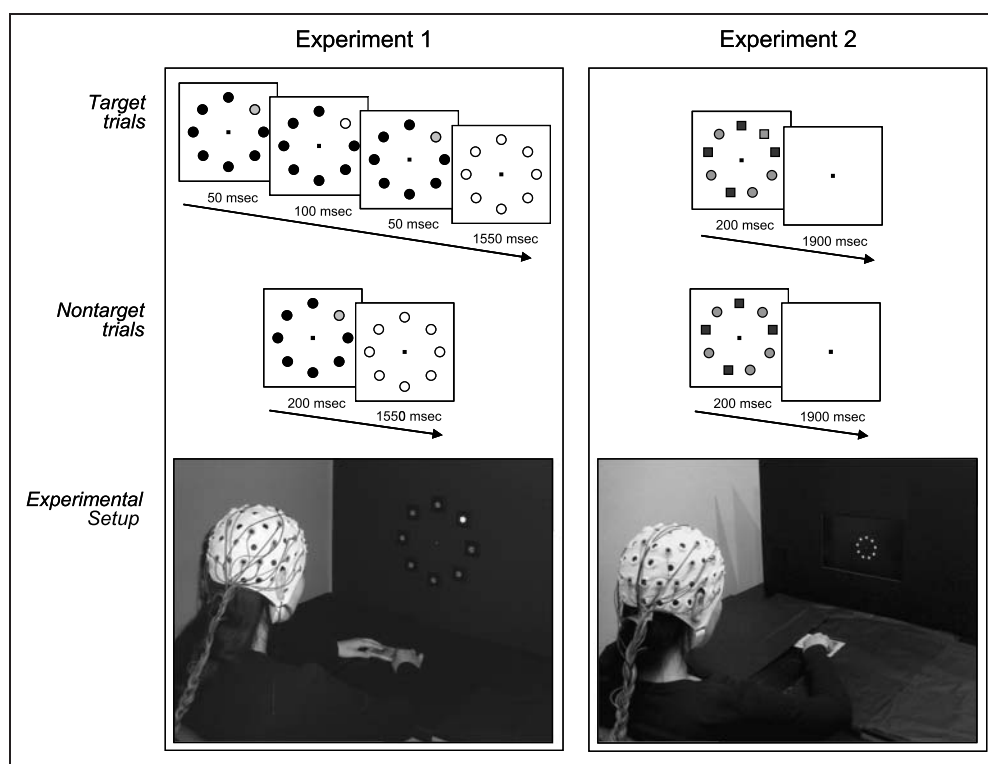 Experiment 1
Experiment 2
Target
trials
50 msec
100 msec
50 msec
1550 msec
200 msec
1900 msec
Nontarget
trials
200 msec
1550 msec
200 msec
1900 msec
Experimental
Setup